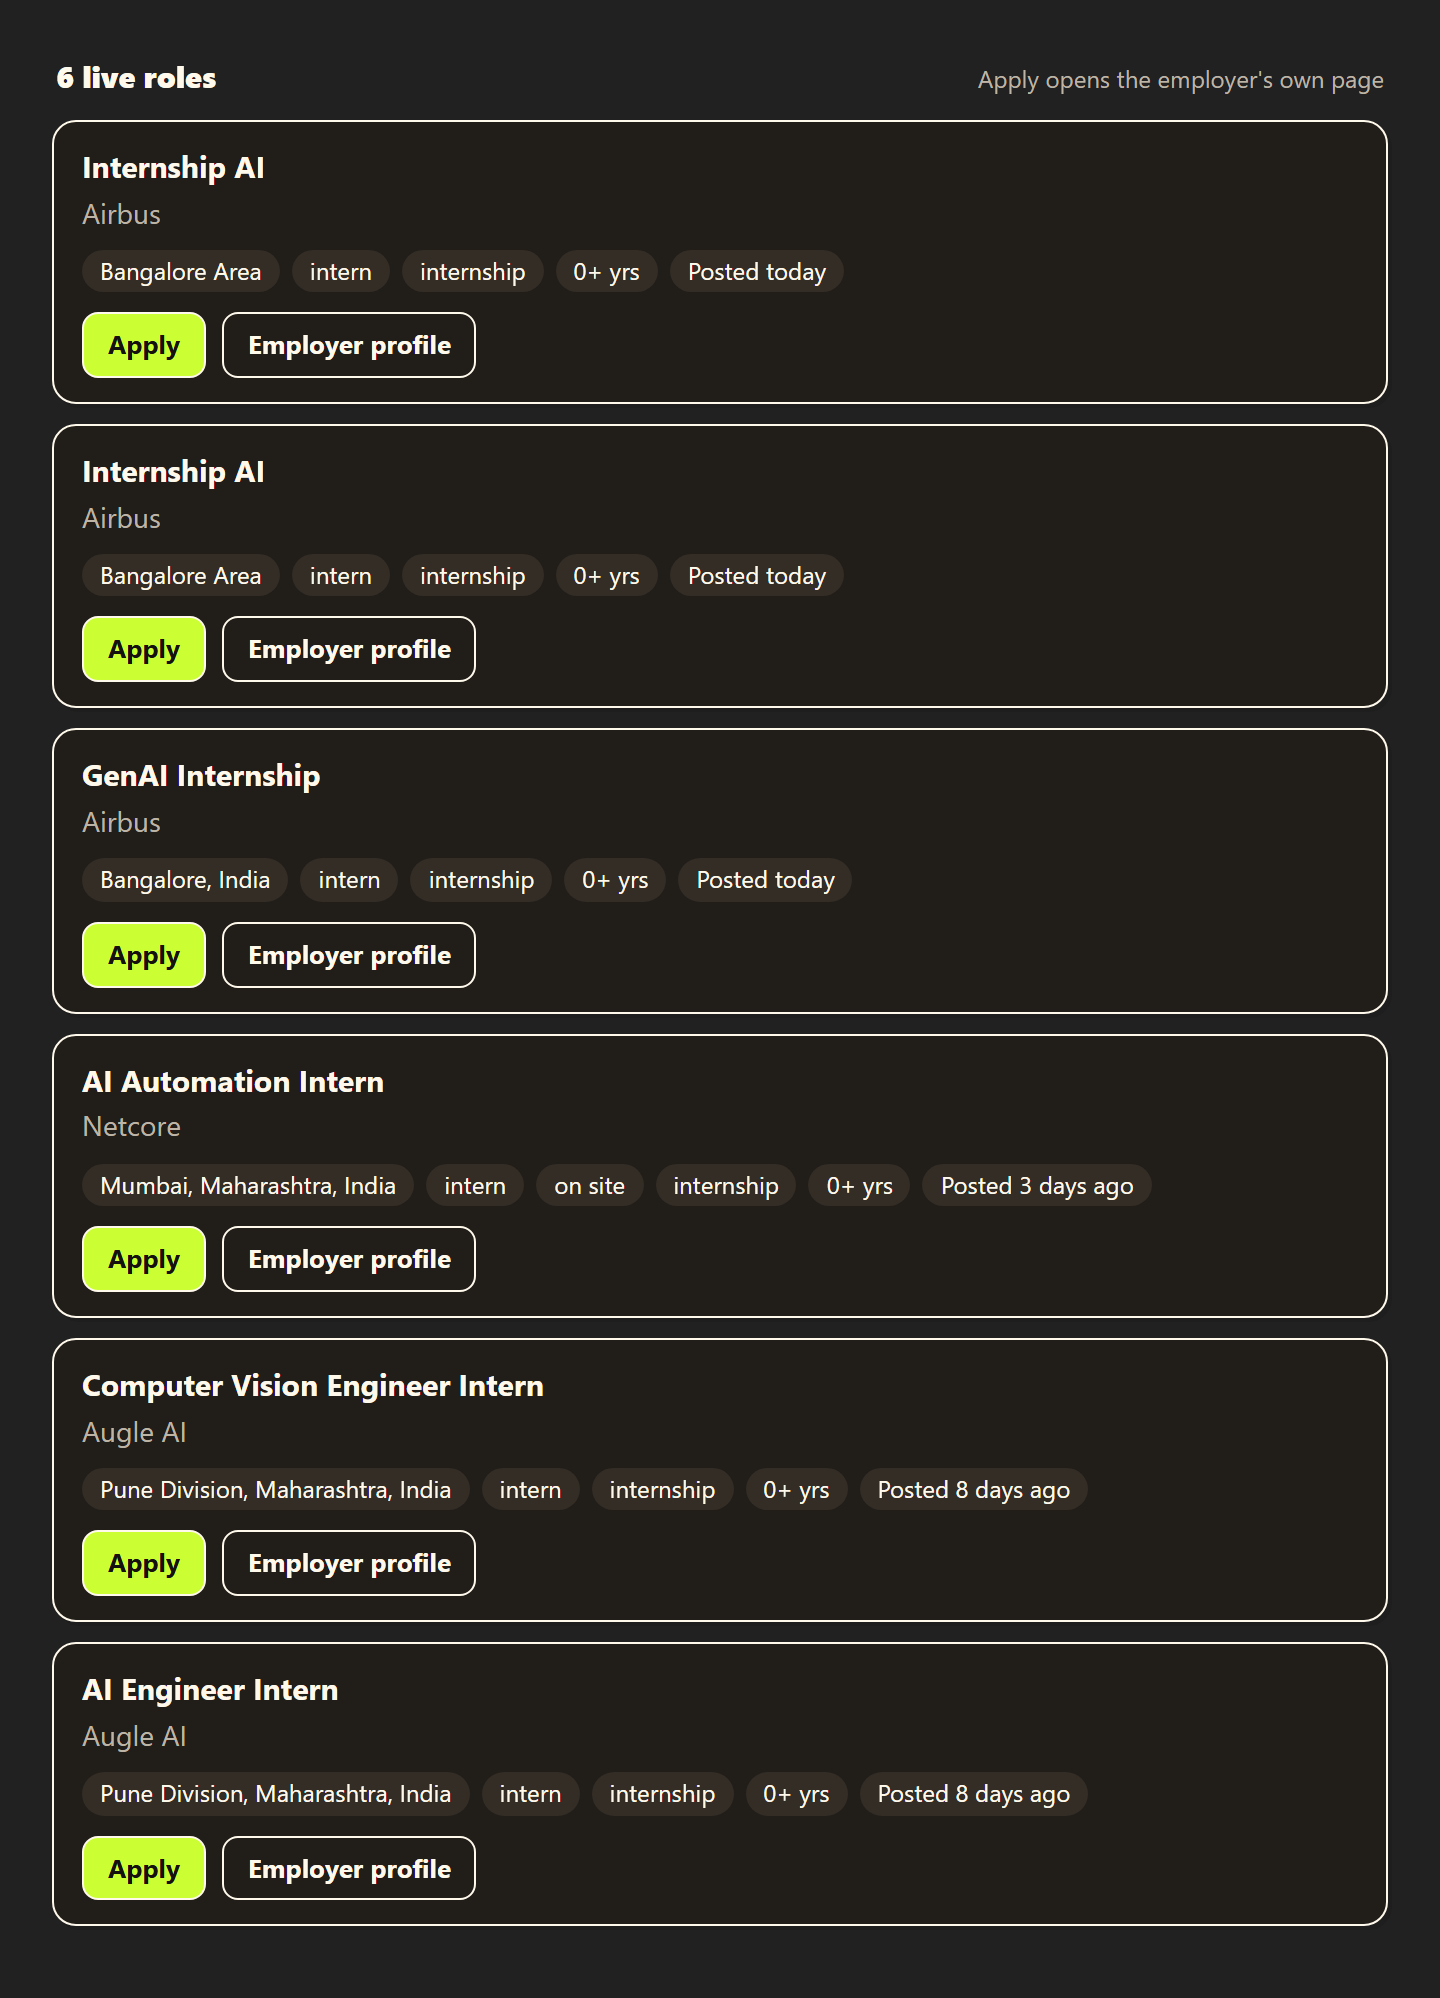 6 live roles
Apply opens the employer's own page
Internship AI
Airbus
Bangalore Area intern internship 0+ yrs Posted today
Apply Employer profile
Internship AI
Airbus
Bangalore Area intern internship 0+ yrs Posted today
Apply Employer profile
GenAI Internship
Airbus
Bangalore, India intern internship 0+ yrs Posted today
Apply Employer profile
AI Automation Intern
Netcore
Mumbai, Maharashtra, India intern on site internship 0+ yrs Posted 3 days ago
Apply Employer profile
Computer Vision Engineer Intern
Augle AI
Pune Division, Maharashtra, India intern internship 0+ yrs Posted 8 days ago
Apply Employer profile
AI Engineer Intern
Augle AI
Pune Division, Maharashtra, India intern internship 0+ yrs Posted 8 days ago
Apply Employer profile